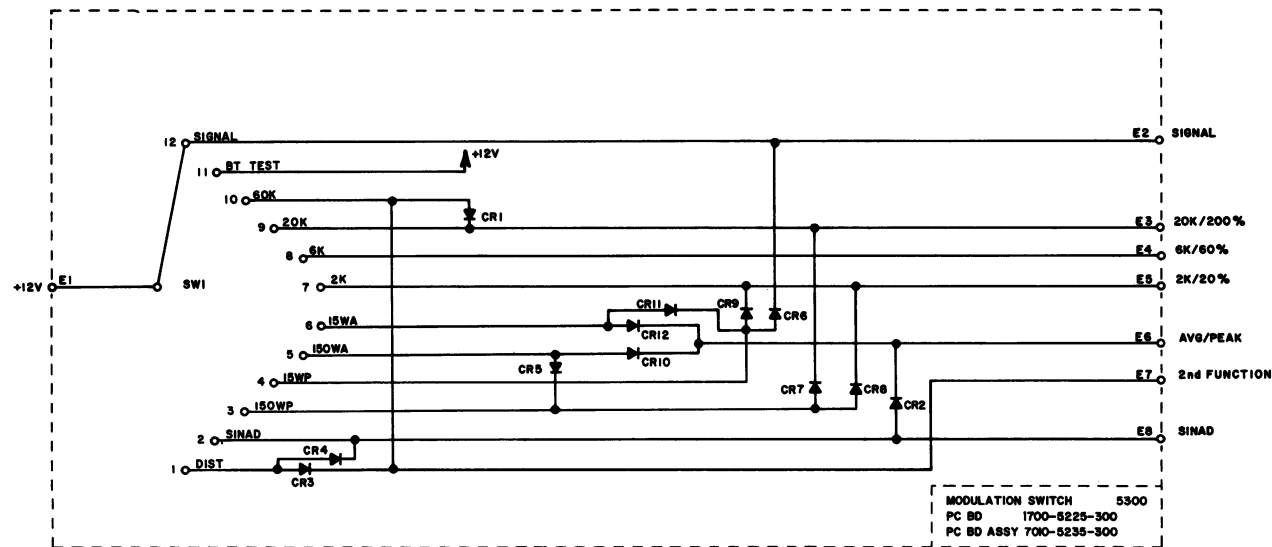 12 SIGNAL
E2 SIGNAL
+12V
11 BT TEST
10 60K
CR1
9 20K
E3 20K/200%
8 6K
E4 6K/60%
+12V E1
SW1
7 2K
E5 2K/20%
CR11
CR9
CR6
6 15WA
CR12
E6 AVG/PEAK
5 150WA
CR10
CR5
4 15WP
E7 2nd FUNCTION
CR7
CR8
CR2
3 150WP
2 SINAD
E8 SINAD
CR4
1 DIST
CR3
MODULATION SWITCH 5300
PC BD 1700-5225-300
PC BD ASSY 7010-5235-300